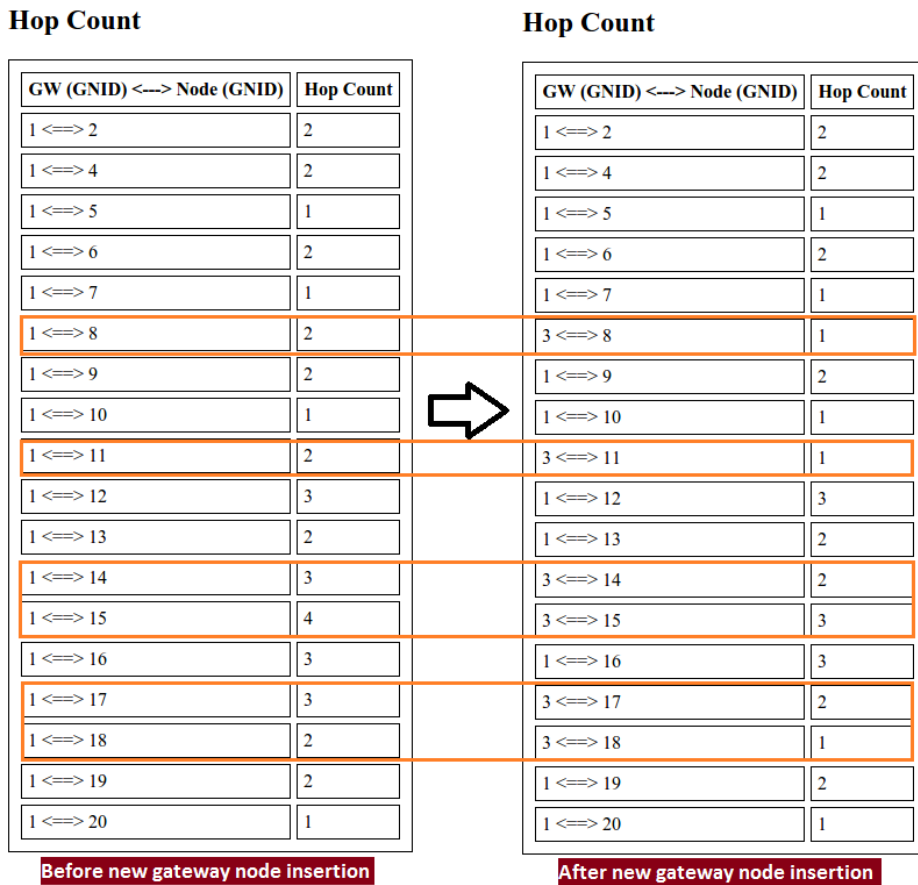 Hop Count
GW (GNID) <---> Node (GNID) Hop Count
1 <==> 2 2
1 <==> 4 2
1 <==> 5 1
1 <==> 6 2
1 <==> 7 1
1 <==> 8 2
1 <==> 9 2
1 <==> 10 1
1 <==> 11 2
1 <==> 12 3
1 <==> 13 2
1 <==> 14 3
1 <==> 15 4
1 <==> 16 3
1 <==> 17 3
1 <==> 18 2
1 <==> 19 2
1 <==> 20 1
Before new gateway node insertion
Hop Count
GW (GNID) <---> Node (GNID) Hop Count
1 <==> 2 2
1 <==> 4 2
1 <==> 5 1
1 <==> 6 2
1 <==> 7 1
3 <==> 8 1
1 <==> 9 2
1 <==> 10 1
3 <==> 11 1
1 <==> 12 3
1 <==> 13 2
3 <==> 14 2
3 <==> 15 3
1 <==> 16 3
3 <==> 17 2
3 <==> 18 1
1 <==> 19 2
1 <==> 20 1
After new gateway node insertion